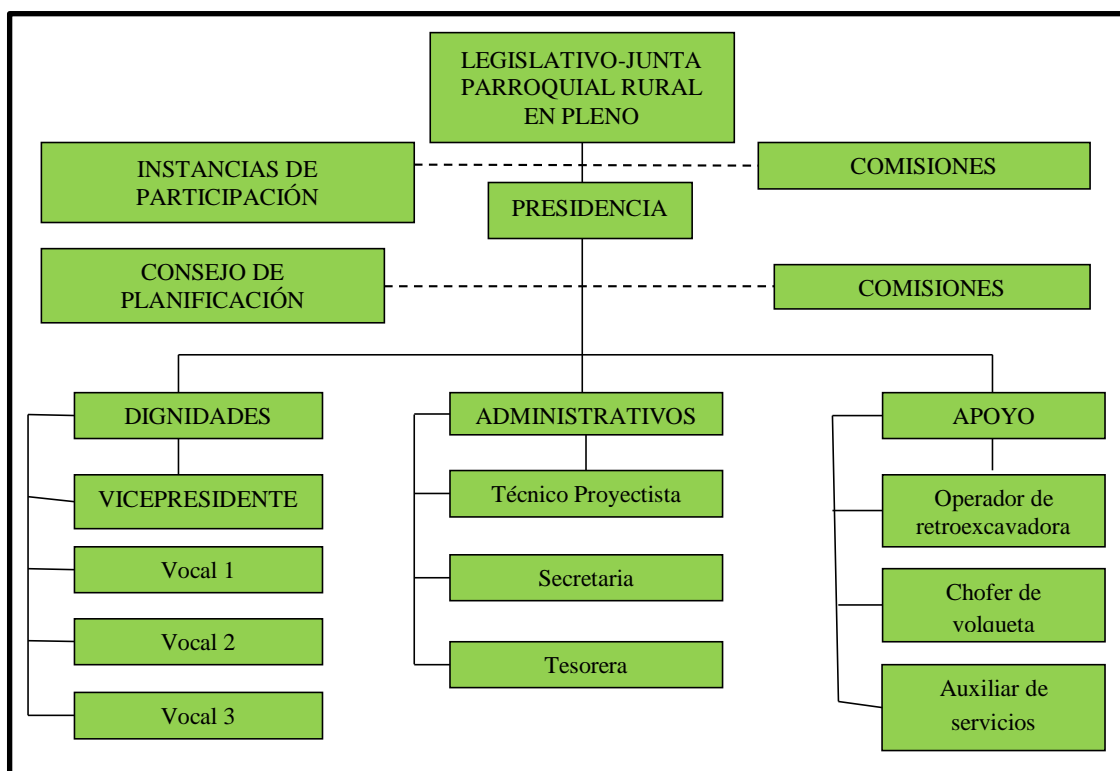 LEGISLATIVO-JUNTA
PARROQUIAL RURAL
EN PLENO
INSTANCIAS DE
PARTICIPACIÓN
COMISIONES
PRESIDENCIA
CONSEJO DE
PLANIFICACIÓN
COMISIONES
DIGNIDADES
VICEPRESIDENTE
Vocal 1
Vocal 2
Vocal 3
ADMINISTRATIVOS
Técnico Proyectista
Secretaria
Tesorera
APOYO
Operador de
retroexcavadora
Chofer de
volqueta
Auxiliar de
servicios